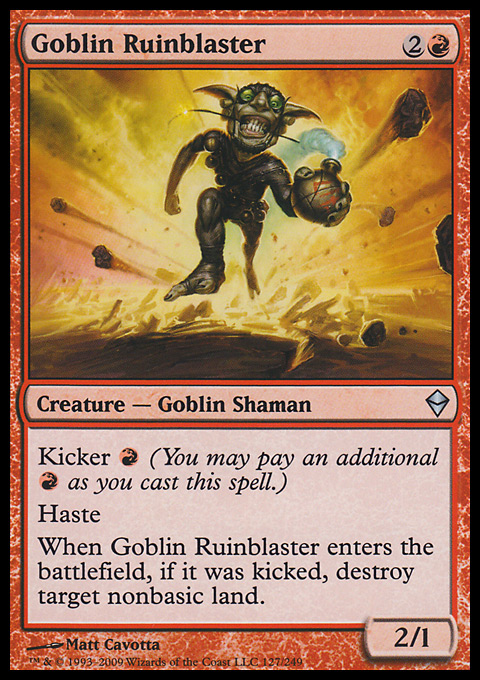 Goblin Ruinblaster 2
Creature — Goblin Shaman
Kicker (You may pay an additional
as you cast this spell.)
Haste
When Goblin Ruinblaster enters the
battlefield, if it was kicked, destroy
target nonbasic land.
Matt Cavotta
2/1
™ & © 1993–2009 Wizards of the Coast LLC 127/249